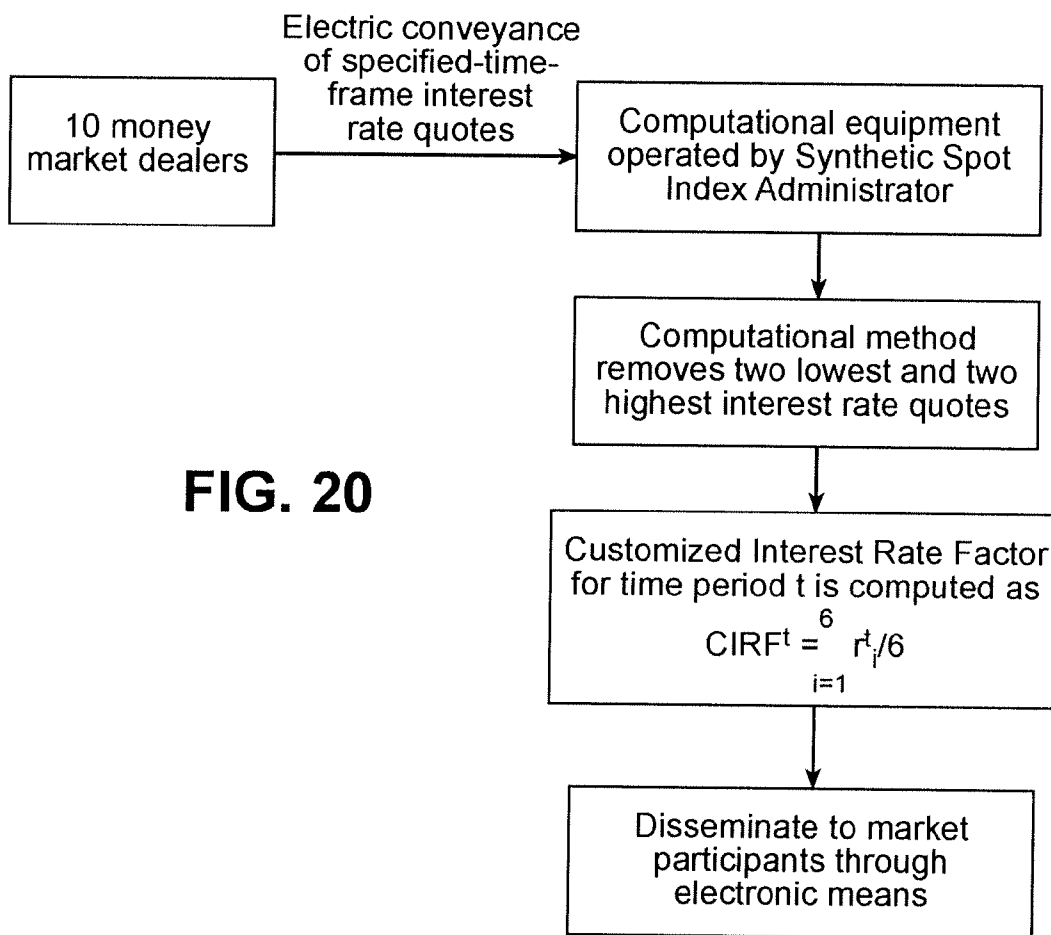 Electric conveyance
of specified-time-
frame interest
rate quotes
10 money
market dealers
Computational equipment
operated by Synthetic Spot
Index Administrator
Computational method
removes two lowest and two
highest interest rate quotes
FIG. 20
Customized Interest Rate Factor
for time period t is computed as
6
CIRFᵗ = rᵗᵢ/6
i=1
Disseminate to market
participants through
electronic means